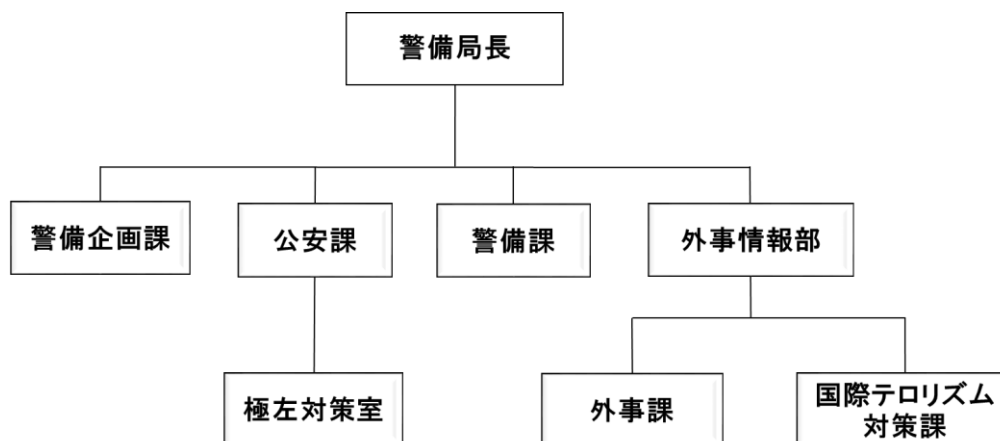 警備局長
警備企画課
公安課
警備課
外事情報部
極左対策室
外事課
国際テロリズム
対策課